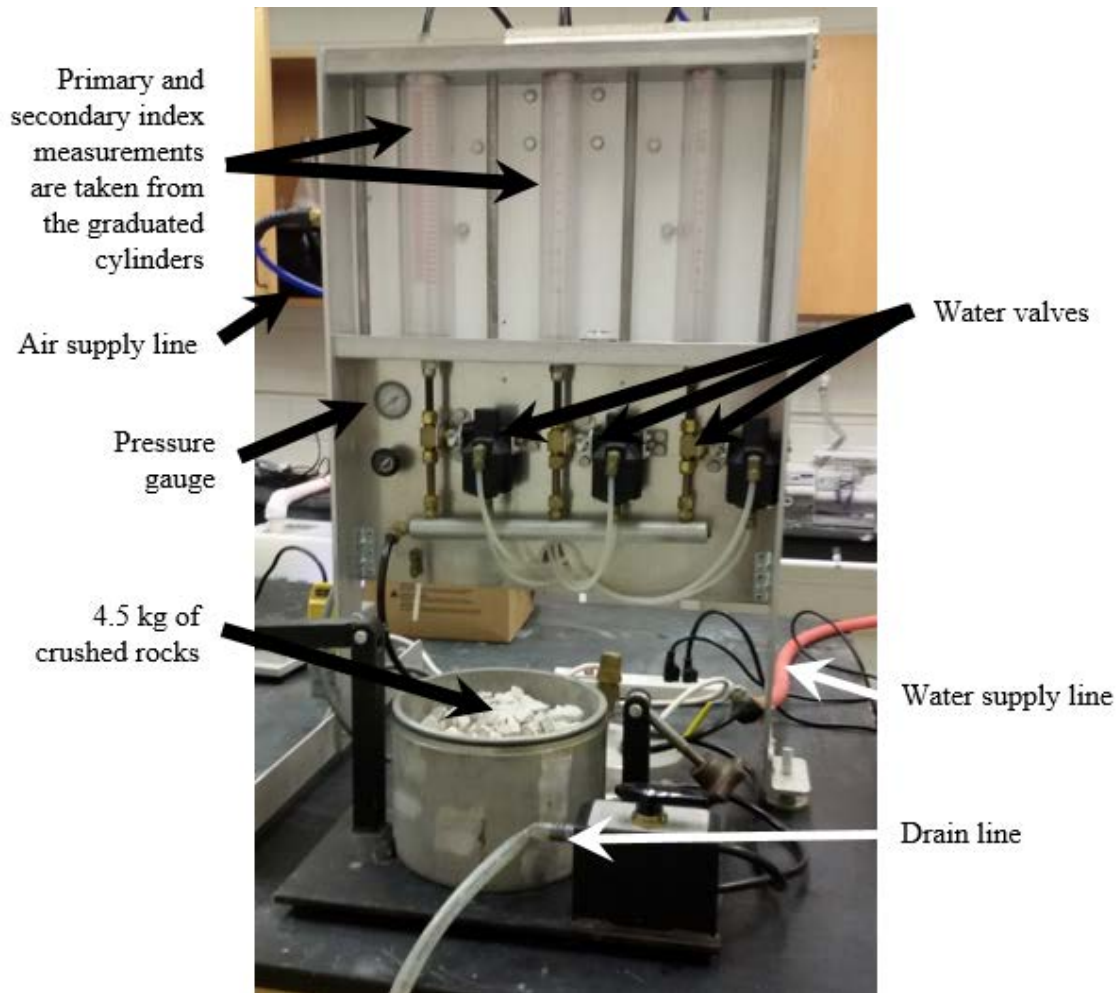 Primary and
secondary index
measurements
are taken from
the graduated
cylinders
Air supply line
Water valves
Pressure
gauge
4.5 kg of
crushed rocks
Water supply line
Drain line